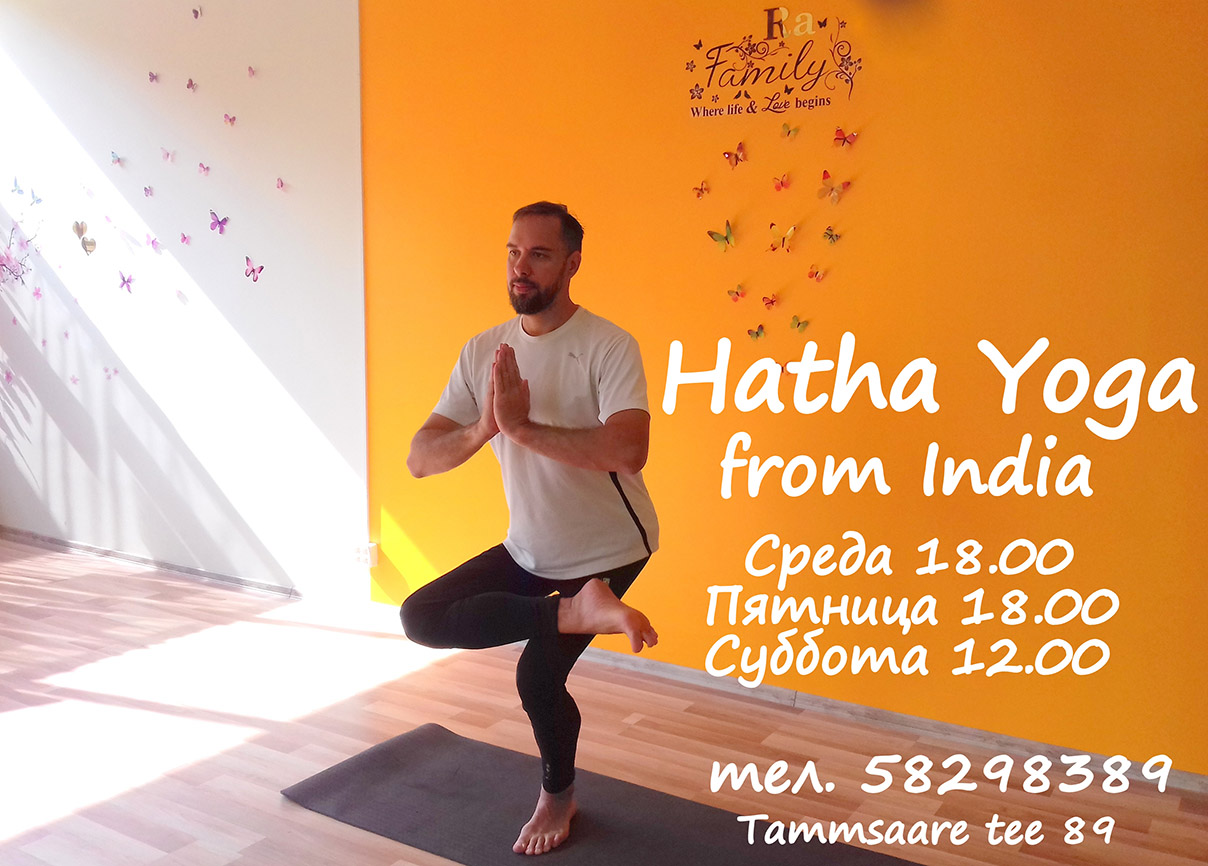 Ra
Family
Where life & Love begins
Hatha Yoga
from India
Среда 18.00
Пятница 18.00
Суббота 12.00
тел. 58298389
Tammsaare tee 89